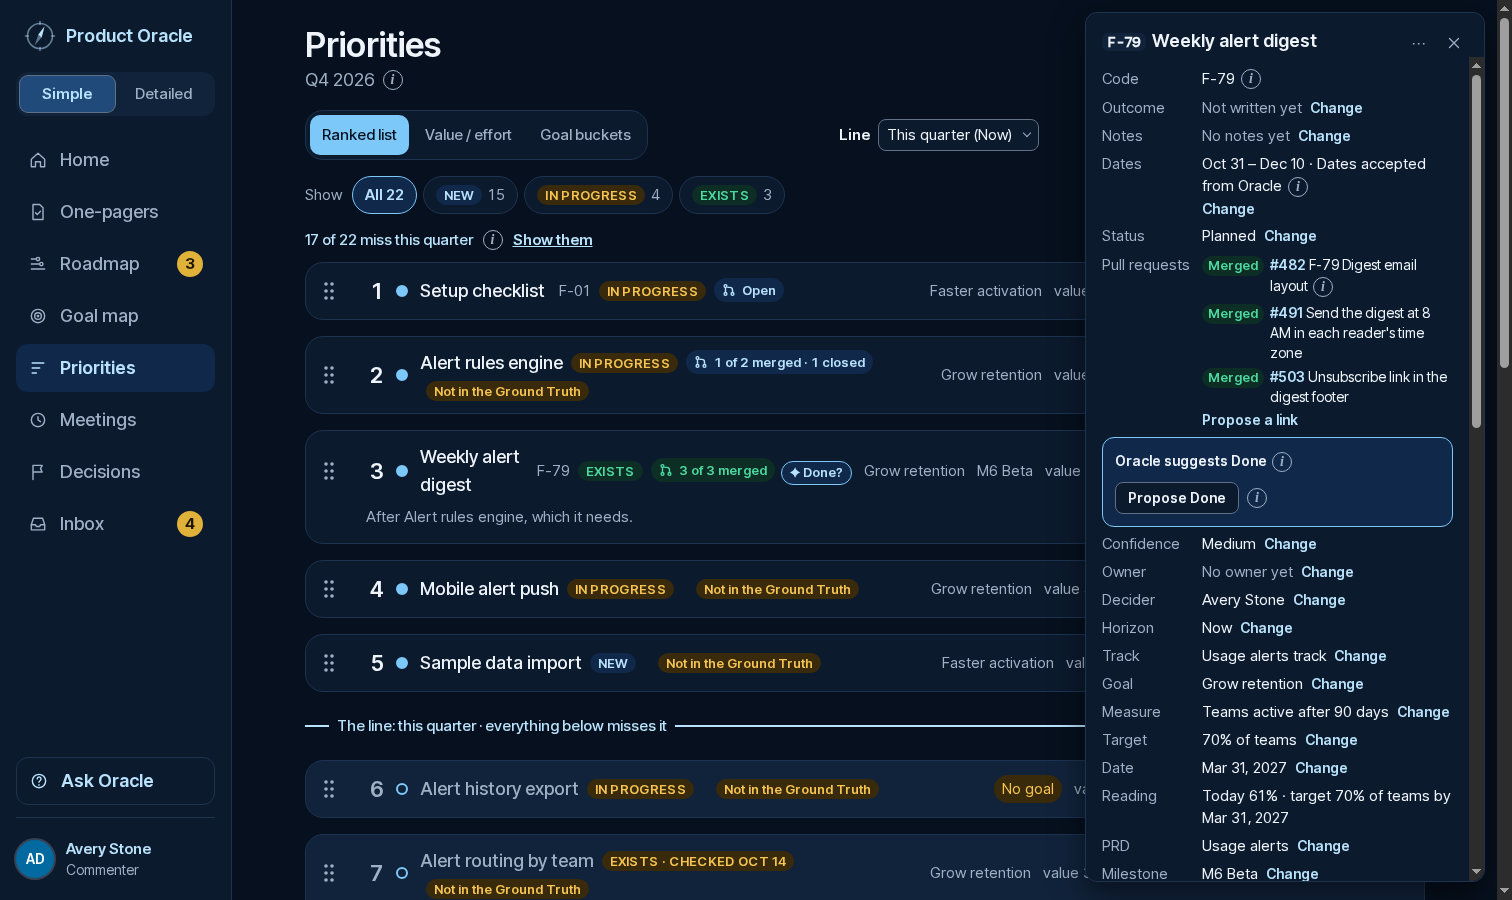 Product Oracle
Simple
Detailed
Home
One-pagers
Roadmap
3
Goal map
Priorities
Meetings
Decisions
Inbox
4
Ask Oracle
AD
Avery Stone
Commenter
Priorities
Q4 2026 i
Ranked list
Value / effort
Goal buckets
Line
This quarter (Now)
Show
All 22
NEW 15
IN PROGRESS 4
EXISTS 3
17 of 22 miss this quarter i Show them
1 Setup checklist F-01 IN PROGRESS Open Faster activation value
2 Alert rules engine IN PROGRESS 1 of 2 merged · 1 closed Grow retention value
Not in the Ground Truth
3 Weekly alert digest F-79 EXISTS 3 of 3 merged Done? Grow retention M6 Beta value
After Alert rules engine, which it needs.
4 Mobile alert push IN PROGRESS Not in the Ground Truth Grow retention value
5 Sample data import NEW Not in the Ground Truth Faster activation val
The line: this quarter · everything below misses it
6 Alert history export IN PROGRESS Not in the Ground Truth No goal va
7 Alert routing by team EXISTS · CHECKED OCT 14 Grow retention value
Not in the Ground Truth
F-79 Weekly alert digest
Code F-79 i
Outcome Not written yet Change
Notes No notes yet Change
Dates Oct 31 – Dec 10 · Dates accepted
from Oracle i
Change
Status Planned Change
Pull requests Merged #482 F-79 Digest email
layout i
Merged #491 Send the digest at 8
AM in each reader's time
zone
Merged #503 Unsubscribe link in the
digest footer
Propose a link
Oracle suggests Done i
Propose Done i
Confidence Medium Change
Owner No owner yet Change
Decider Avery Stone Change
Horizon Now Change
Track Usage alerts track Change
Goal Grow retention Change
Measure Teams active after 90 days Change
Target 70% of teams Change
Date Mar 31, 2027 Change
Reading Today 61% · target 70% of teams by
Mar 31, 2027
PRD Usage alerts Change
Milestone M6 Beta Change